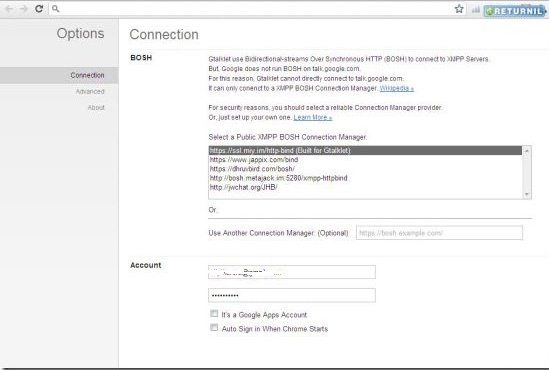 RETURNIL
Options
Connection
Connection
Advanced
About
BOSH
Gtalklet use Bidirectional-streams Over Synchronous HTTP (BOSH) to connect to XMPP Servers.
But, Google does not run BOSH on talk.google.com.
For this reason, Gtalklet cannot directly connect to talk.google.com.
It can only conenct to a XMPP BOSH Connection Manager. Wikipedia »
For security reasons, you should select a reliable Connection Manager provider.
Or, just set up your own one. Learn More »
Select a Public XMPP BOSH Connection Manager:
https://ssl.miy.im/http-bind (Built for Gtalklet)
https://www.jappix.com/bind
https://dhruvbird.com/bosh/
http://bosh.metajack.im:5280/xmpp-httpbind
http://jwchat.org/JHB/
Or,
Use Another Connection Manager: (Optional) https://bosh.example.com/
Account
••••••••••
It's a Google Apps Account
Auto Sign in When Chrome Starts